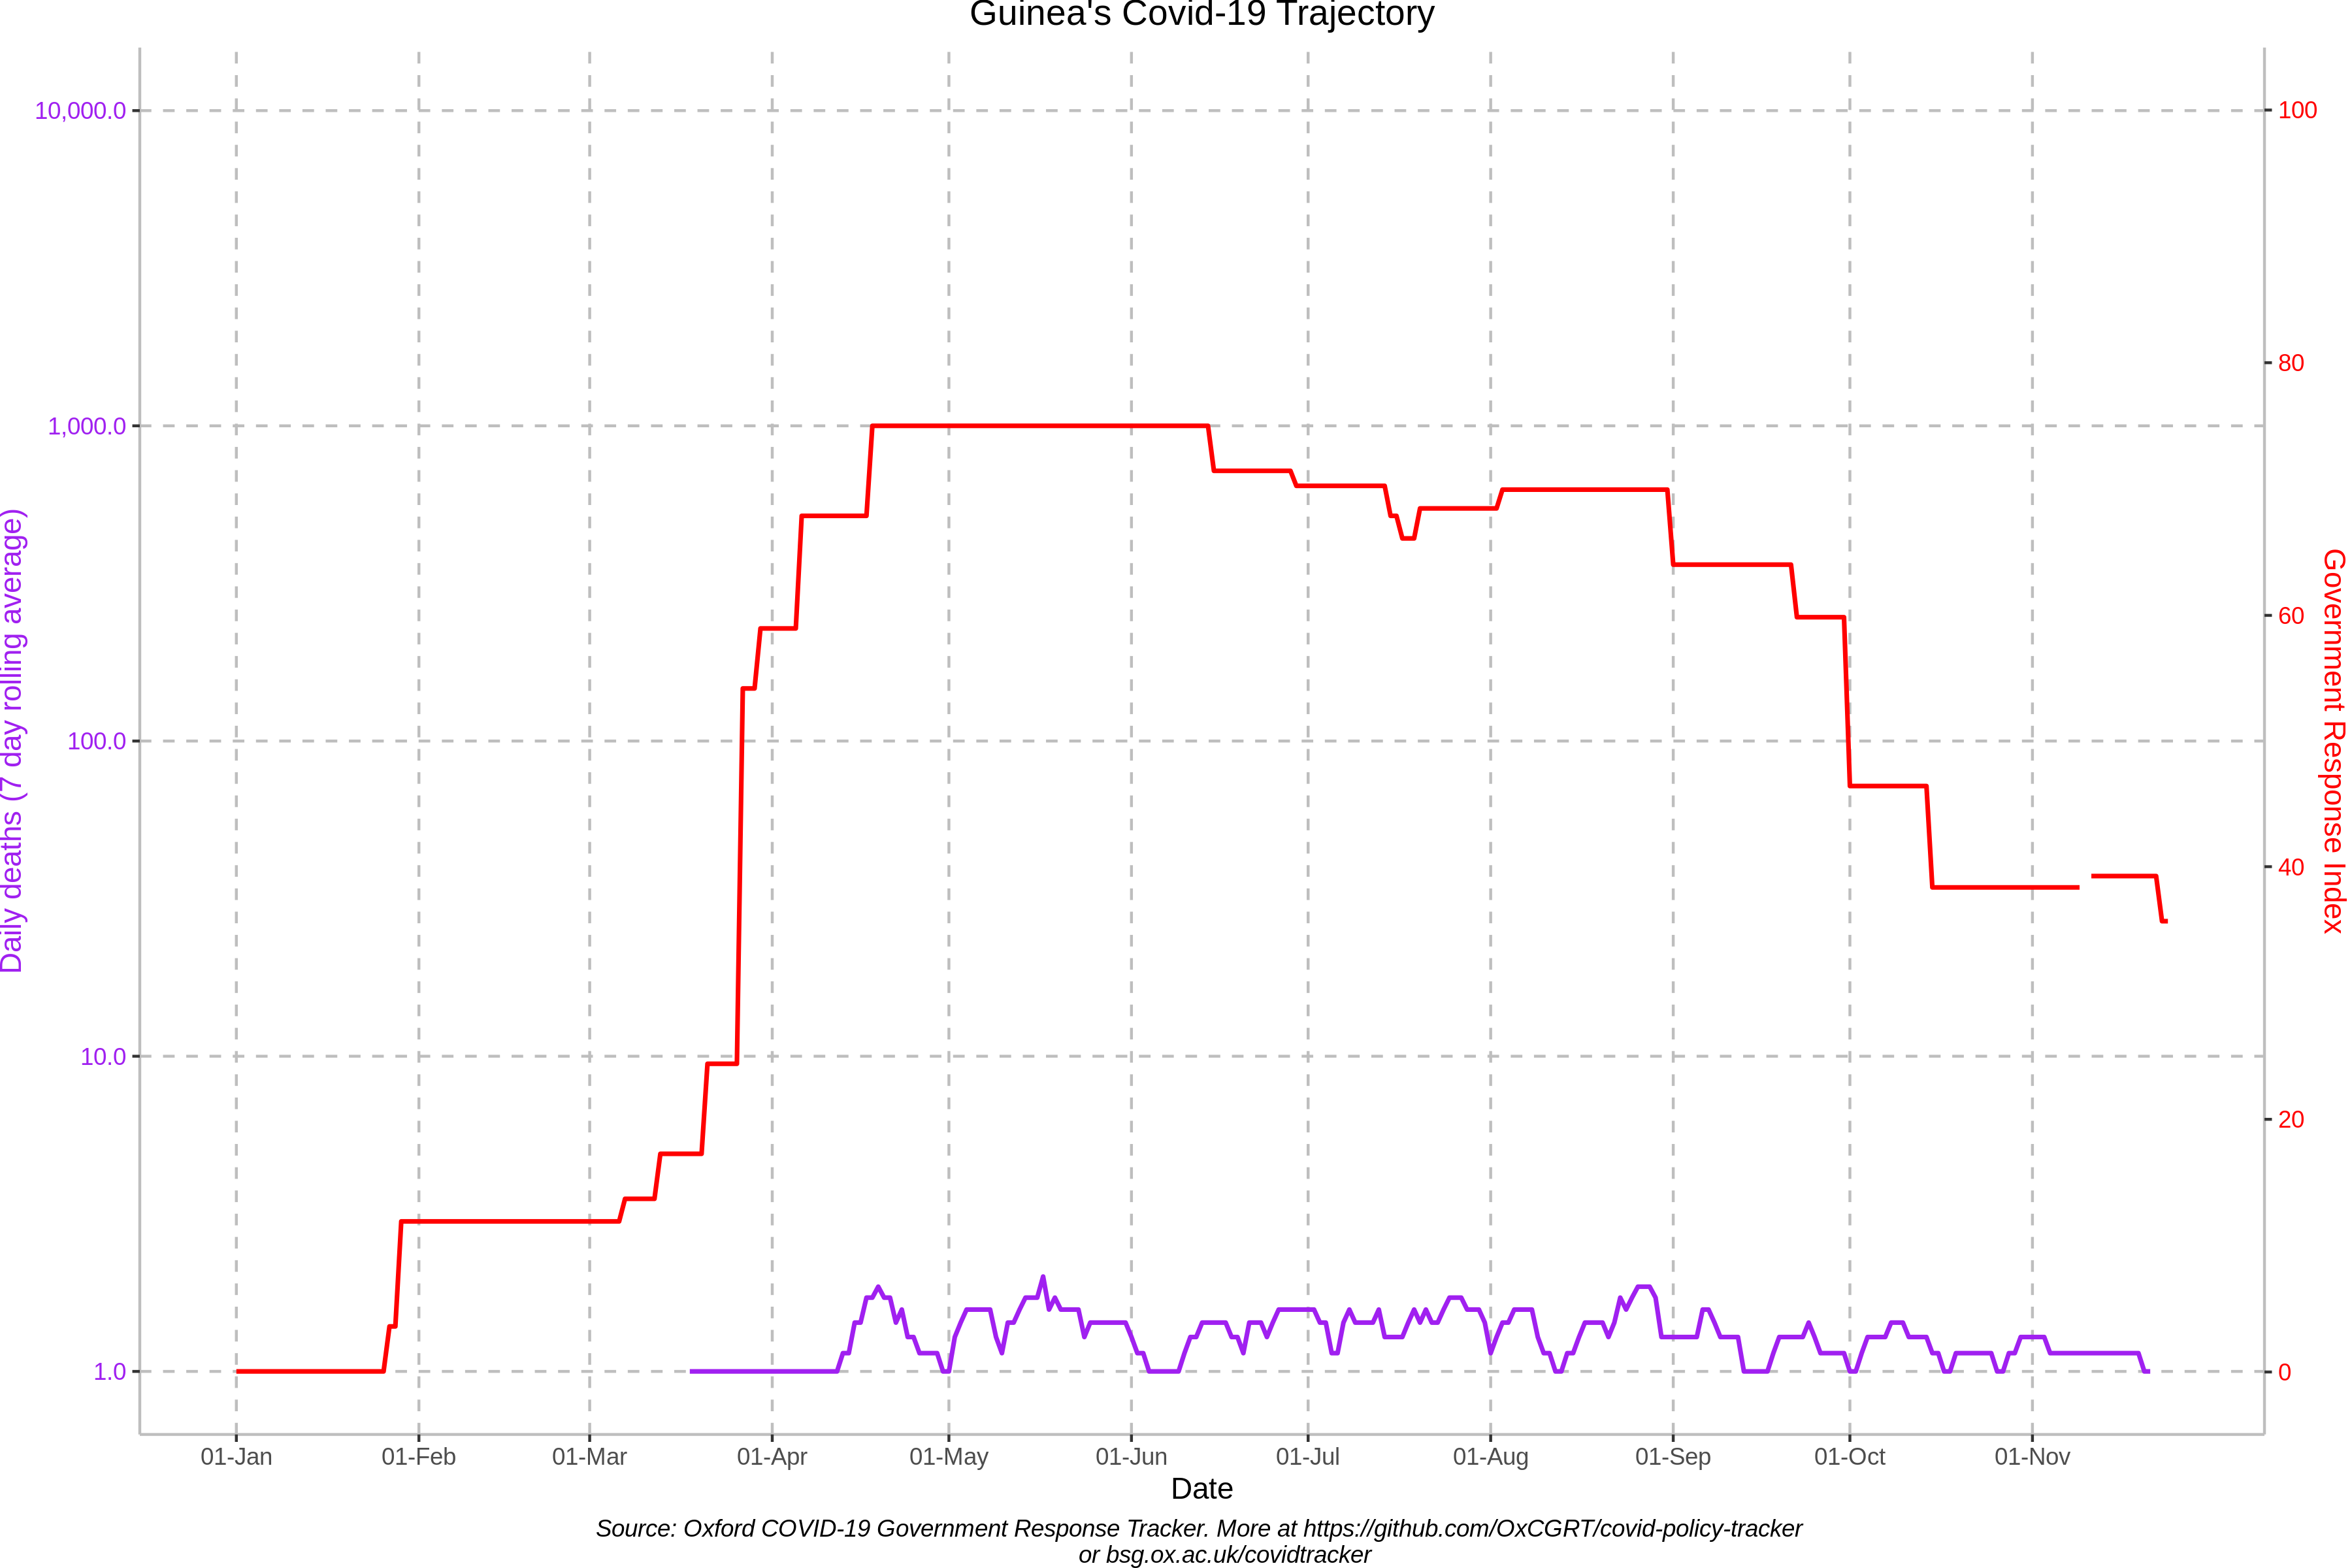 Guinea's Covid-19 Trajectory
10,000.0
1,000.0
100.0
10.0
1.0
Daily deaths (7 day rolling average)
100
80
60
40
20
0
Government Response Index
01-Jan
01-Feb
01-Mar
01-Apr
01-May
01-Jun
01-Jul
01-Aug
01-Sep
01-Oct
01-Nov
Date
Source: Oxford COVID-19 Government Response Tracker. More at https://github.com/OxCGRT/covid-policy-tracker
or bsg.ox.ac.uk/covidtracker